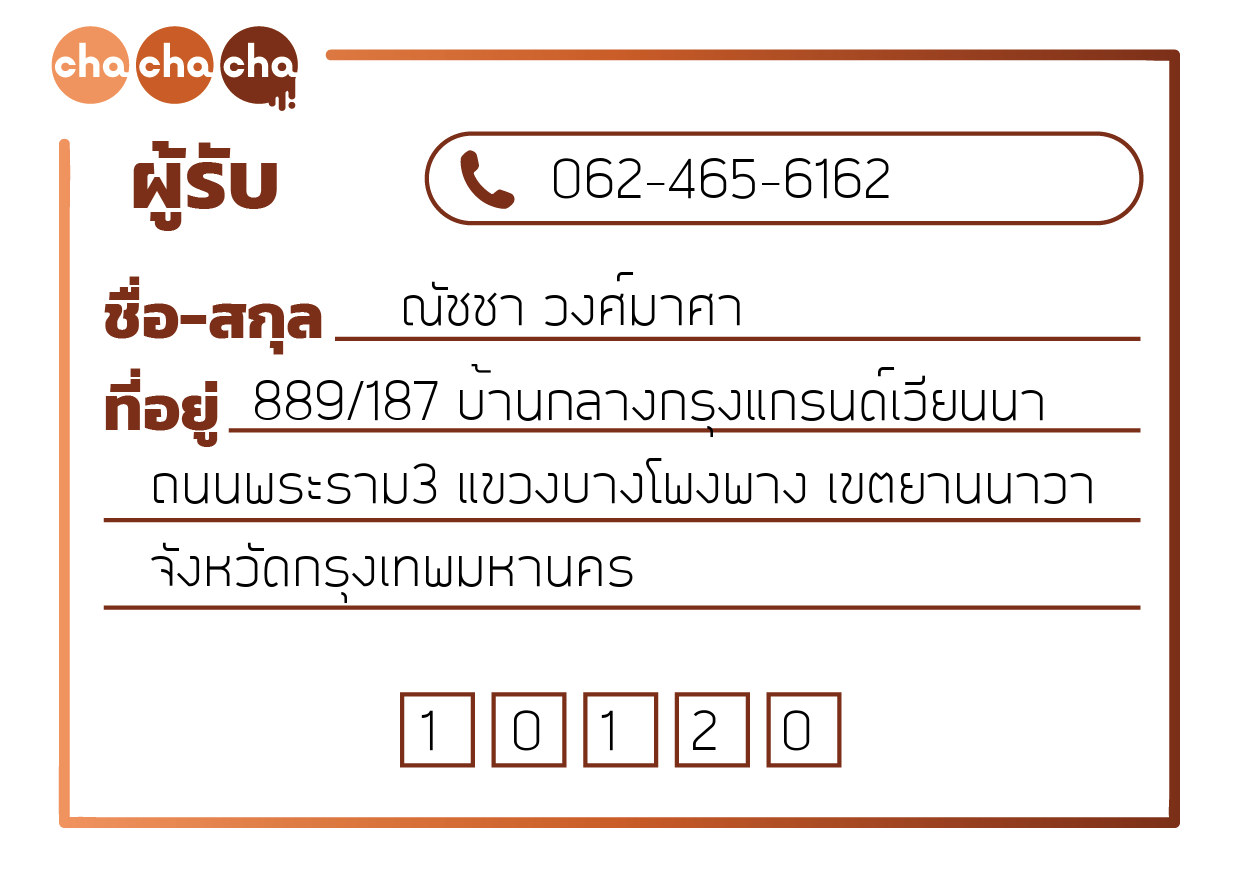 cha cha cha
ผู้รับ 062-465-6162
ชื่อ-สกุล ณัชชา วงศ์มาศา
ที่อยู่ 889/187 บ้านกลางกรุงแกรนด์เวียนนา
ถนนพระราม3 แขวงบางโพงพาง เขตยานนาวา
จังหวัดกรุงเทพมหานคร
1 0 1 2 0